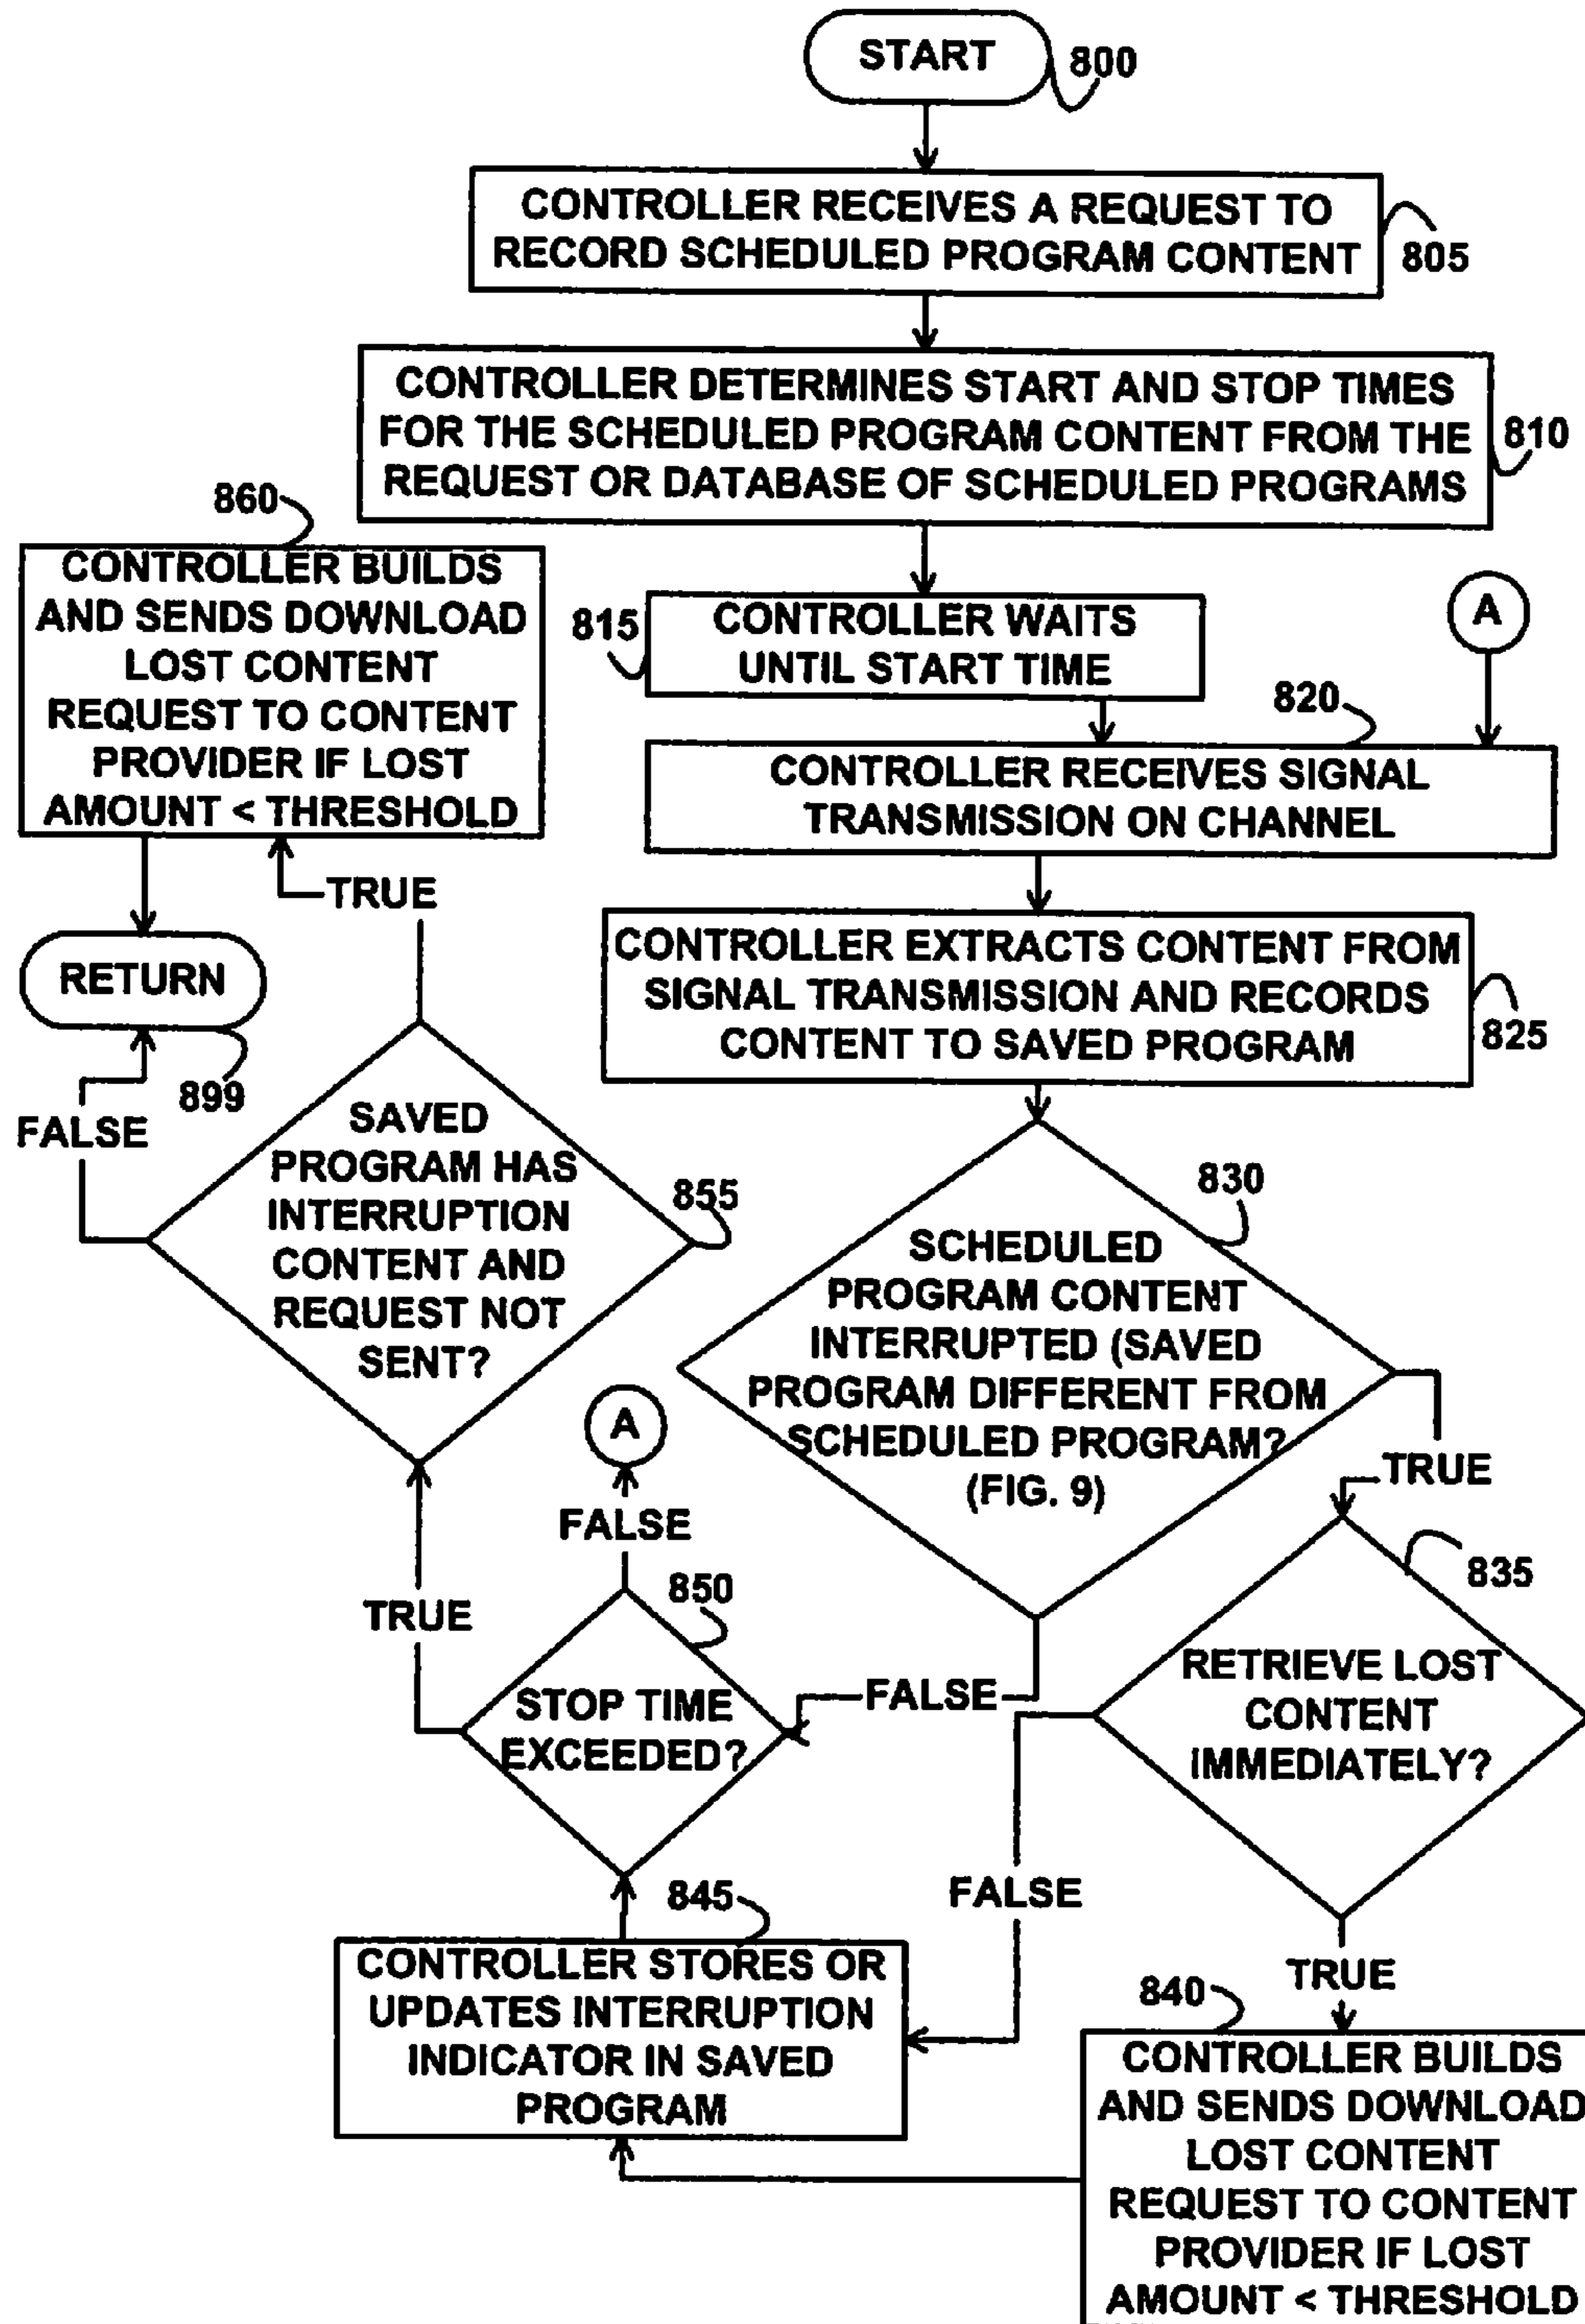 START
800
CONTROLLER RECEIVES A REQUEST TO
RECORD SCHEDULED PROGRAM CONTENT
805
CONTROLLER DETERMINES START AND STOP TIMES
FOR THE SCHEDULED PROGRAM CONTENT FROM THE
REQUEST OR DATABASE OF SCHEDULED PROGRAMS
810
860
CONTROLLER BUILDS
AND SENDS DOWNLOAD
LOST CONTENT
REQUEST TO CONTENT
PROVIDER IF LOST
AMOUNT < THRESHOLD
815
CONTROLLER WAITS
UNTIL START TIME
A
820
CONTROLLER RECEIVES SIGNAL
TRANSMISSION ON CHANNEL
TRUE
CONTROLLER EXTRACTS CONTENT FROM
SIGNAL TRANSMISSION AND RECORDS
CONTENT TO SAVED PROGRAM
825
RETURN
899
FALSE
SAVED
PROGRAM HAS
INTERRUPTION
CONTENT AND
REQUEST NOT
SENT?
855
830
SCHEDULED
PROGRAM CONTENT
INTERRUPTED (SAVED
PROGRAM DIFFERENT FROM
SCHEDULED PROGRAM?
(FIG. 9)
TRUE
A
FALSE
835
850
TRUE
STOP TIME
EXCEEDED?
FALSE
RETRIEVE LOST
CONTENT
IMMEDIATELY?
FALSE
TRUE
845
CONTROLLER STORES OR
UPDATES INTERRUPTION
INDICATOR IN SAVED
PROGRAM
840
CONTROLLER BUILDS
AND SENDS DOWNLOAD
LOST CONTENT
REQUEST TO CONTENT
PROVIDER IF LOST
AMOUNT < THRESHOLD